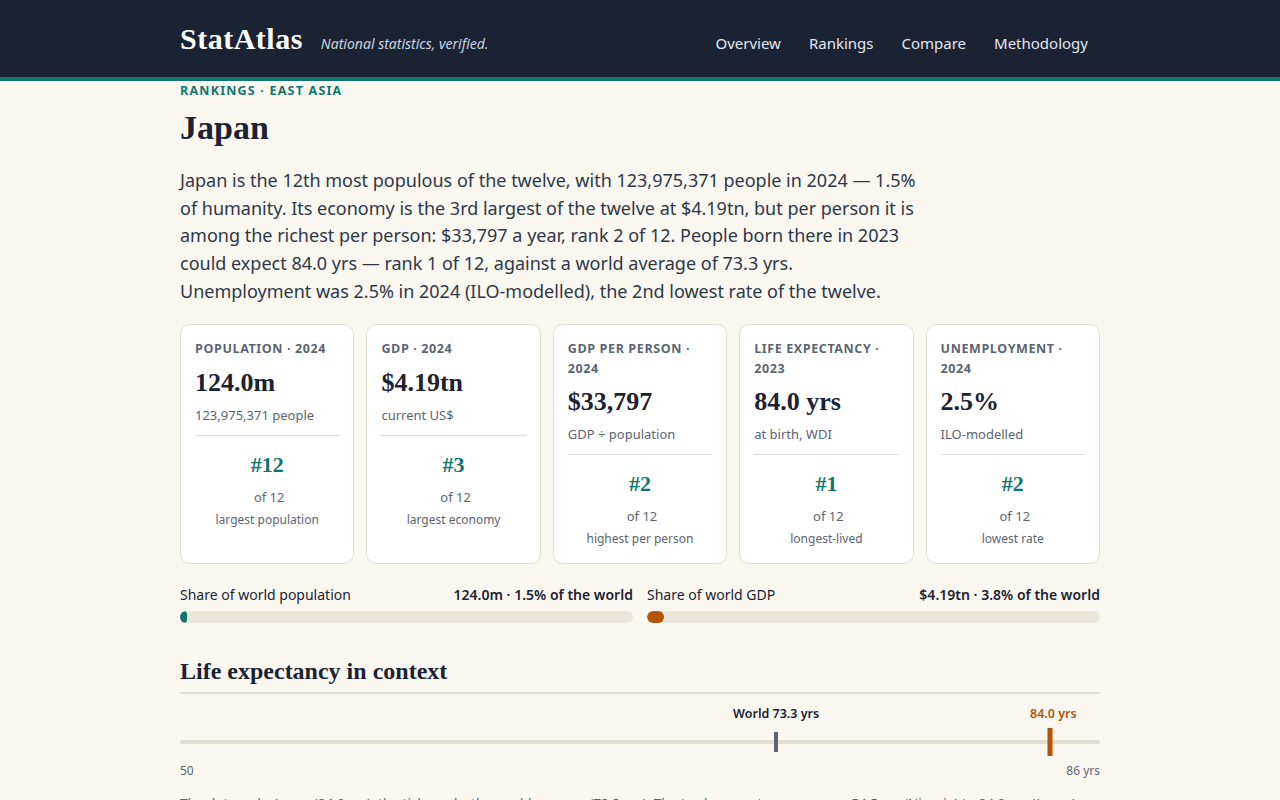 StatAtlas National statistics, verified. Overview Rankings Compare Methodology
RANKINGS · EAST ASIA
Japan
Japan is the 12th most populous of the twelve, with 123,975,371 people in 2024 — 1.5%
of humanity. Its economy is the 3rd largest of the twelve at $4.19tn, but per person it is
among the richest per person: $33,797 a year, rank 2 of 12. People born there in 2023
could expect 84.0 yrs — rank 1 of 12, against a world average of 73.3 yrs.
Unemployment was 2.5% in 2024 (ILO-modelled), the 2nd lowest rate of the twelve.
POPULATION · 2024
124.0m
123,975,371 people
#12
of 12
largest population
GDP · 2024
$4.19tn
current US$
#3
of 12
largest economy
GDP PER PERSON ·
2024
$33,797
GDP ÷ population
#2
of 12
highest per person
LIFE EXPECTANCY ·
2023
84.0 yrs
at birth, WDI
#1
of 12
longest-lived
UNEMPLOYMENT ·
2024
2.5%
ILO-modelled
#2
of 12
lowest rate
Share of world population 124.0m · 1.5% of the world
Share of world GDP $4.19tn · 3.8% of the world
Life expectancy in context
World 73.3 yrs 84.0 yrs
50 86 yrs